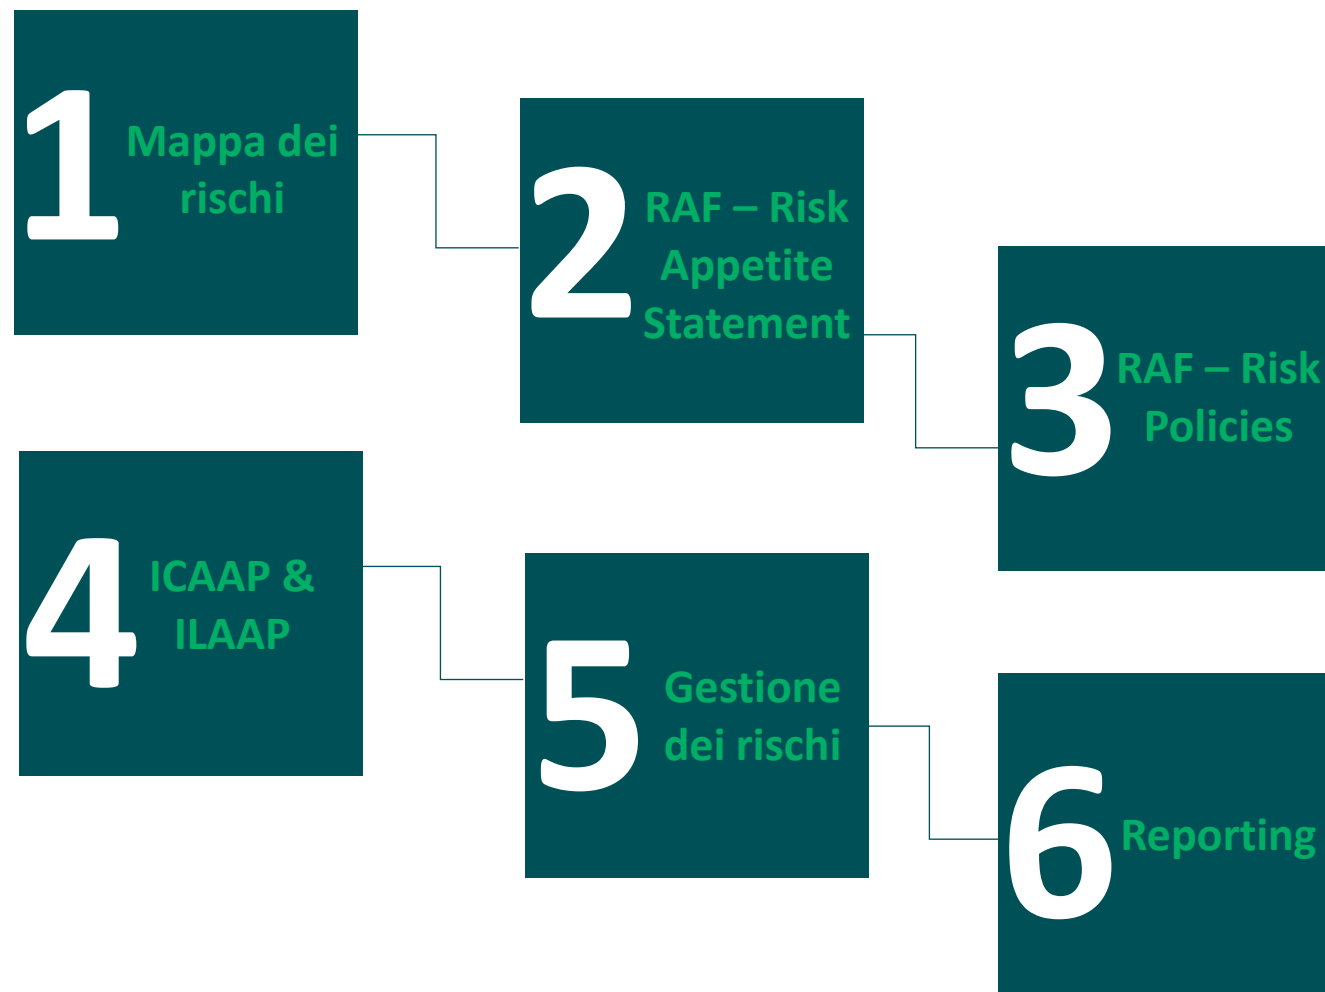 1
Mappa dei
rischi
2
RAF – Risk
Appetite
Statement
3
RAF – Risk
Policies
4
ICAAP &
ILAAP
5
Gestione
dei rischi
6
Reporting